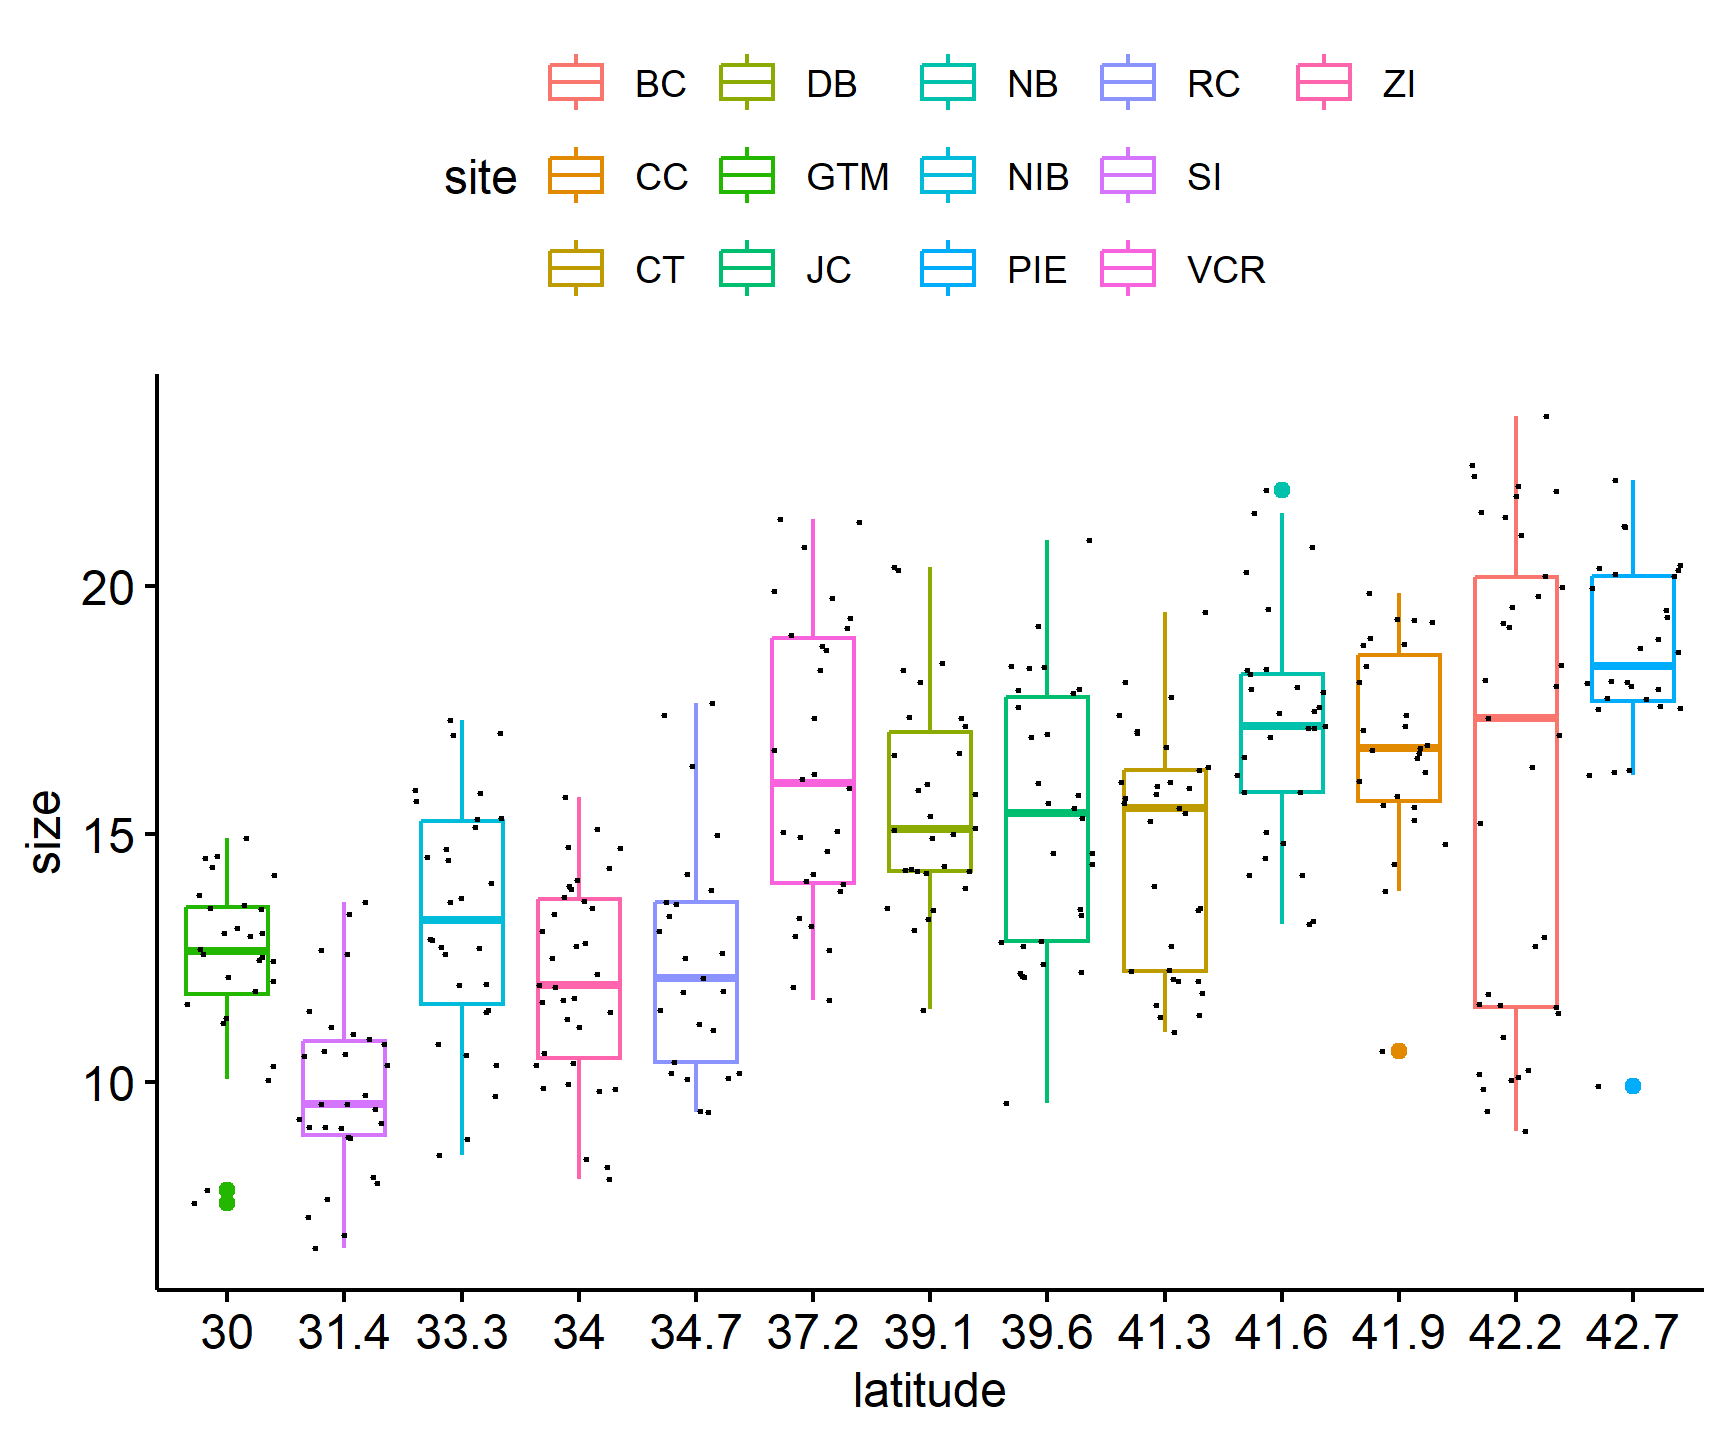 BC DB NB RC ZI
site CC GTM NIB SI
CT JC PIE VCR
20
15
10
size
30 31.4 33.3 34 34.7 37.2 39.1 39.6 41.3 41.6 41.9 42.2 42.7
latitude